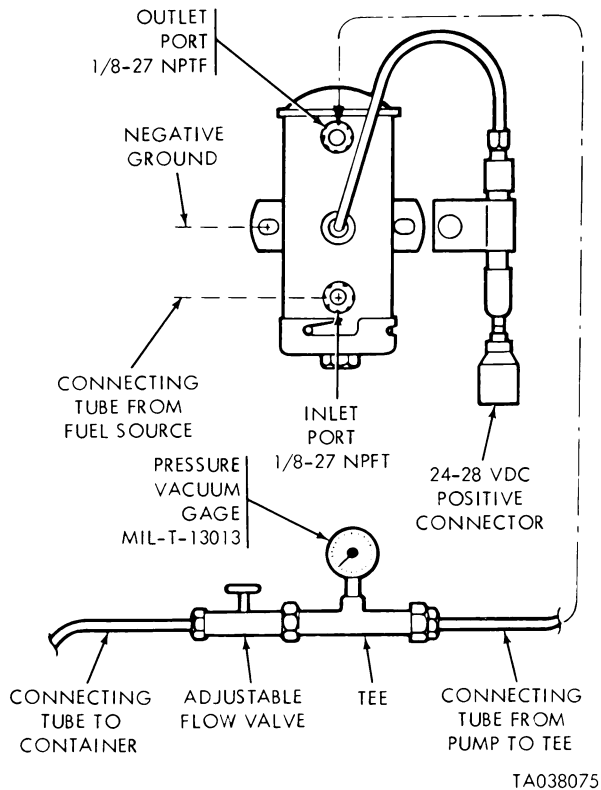 OUTLET
PORT
1/8-27 NPTF
NEGATIVE
GROUND
CONNECTING
TUBE FROM
FUEL SOURCE
INLET
PORT
1/8-27 NPFT
24-28 VDC
POSITIVE
CONNECTOR
PRESSURE
VACUUM
GAGE
MIL-T-13013
CONNECTING
TUBE TO
CONTAINER
ADJUSTABLE
FLOW VALVE
TEE
CONNECTING
TUBE FROM
PUMP TO TEE
TA038075